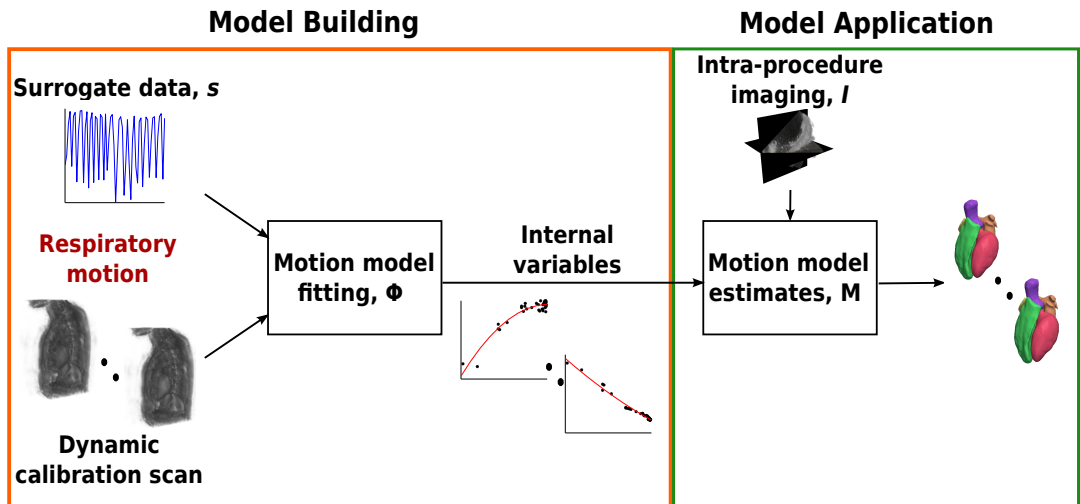 Model Building
Model Application
Surrogate data, s
Respiratory
motion
Dynamic
calibration scan
Motion model
fitting, Φ
Internal
variables
Intra-procedure
imaging, I
Motion model
estimates, M